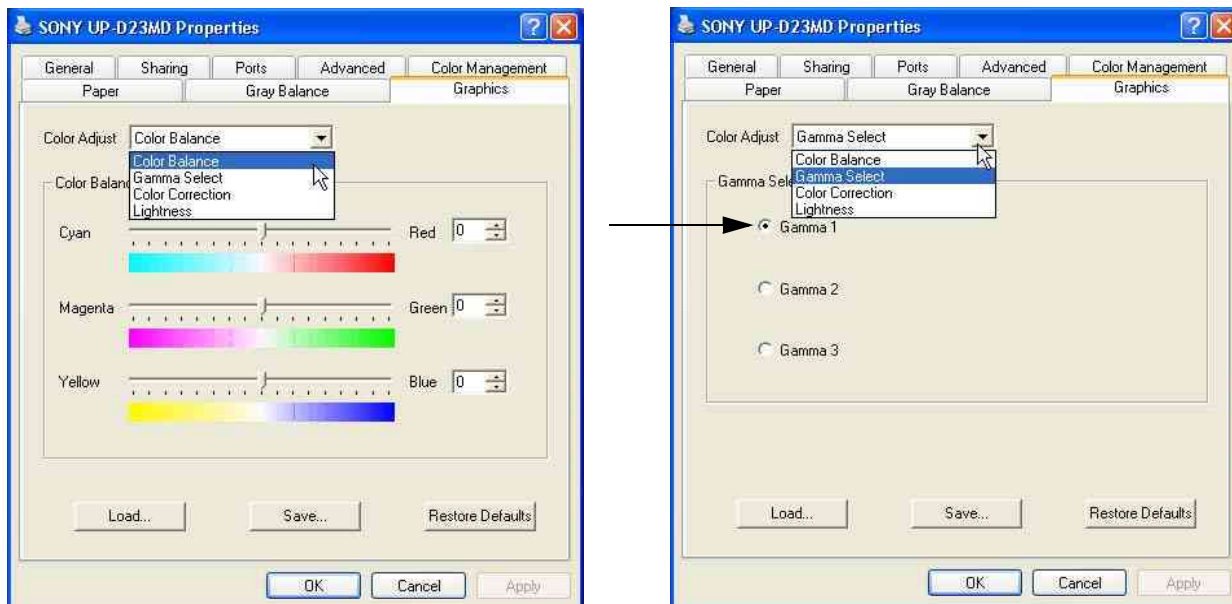 SONY UP-D23MD Properties
General Sharing Ports Advanced Color Management
Paper Gray Balance Graphics
Color Adjust Color Balance
Color Balance
Gamma Select
Color Balanc
Color Correction
Lightness
Cyan Red 0
Magenta Green 0
Yellow Blue 0
Load... Save... Restore Defaults
OK Cancel Apply
SONY UP-D23MD Properties
General Sharing Ports Advanced Color Management
Paper Gray Balance Graphics
Color Adjust Gamma Select
Color Balance
Gamma Select
Gamma Sel
Color Correction
Lightness
Gamma 1
Gamma 2
Gamma 3
Load... Save... Restore Defaults
OK Cancel Apply